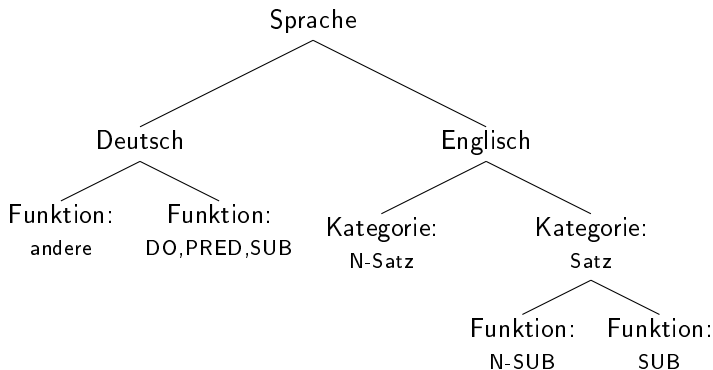 Sprache
Deutsch
Englisch
Funktion:
andere
Funktion:
DO,PRED,SUB
Kategorie:
N-Satz
Kategorie:
Satz
Funktion:
N-SUB
Funktion:
SUB